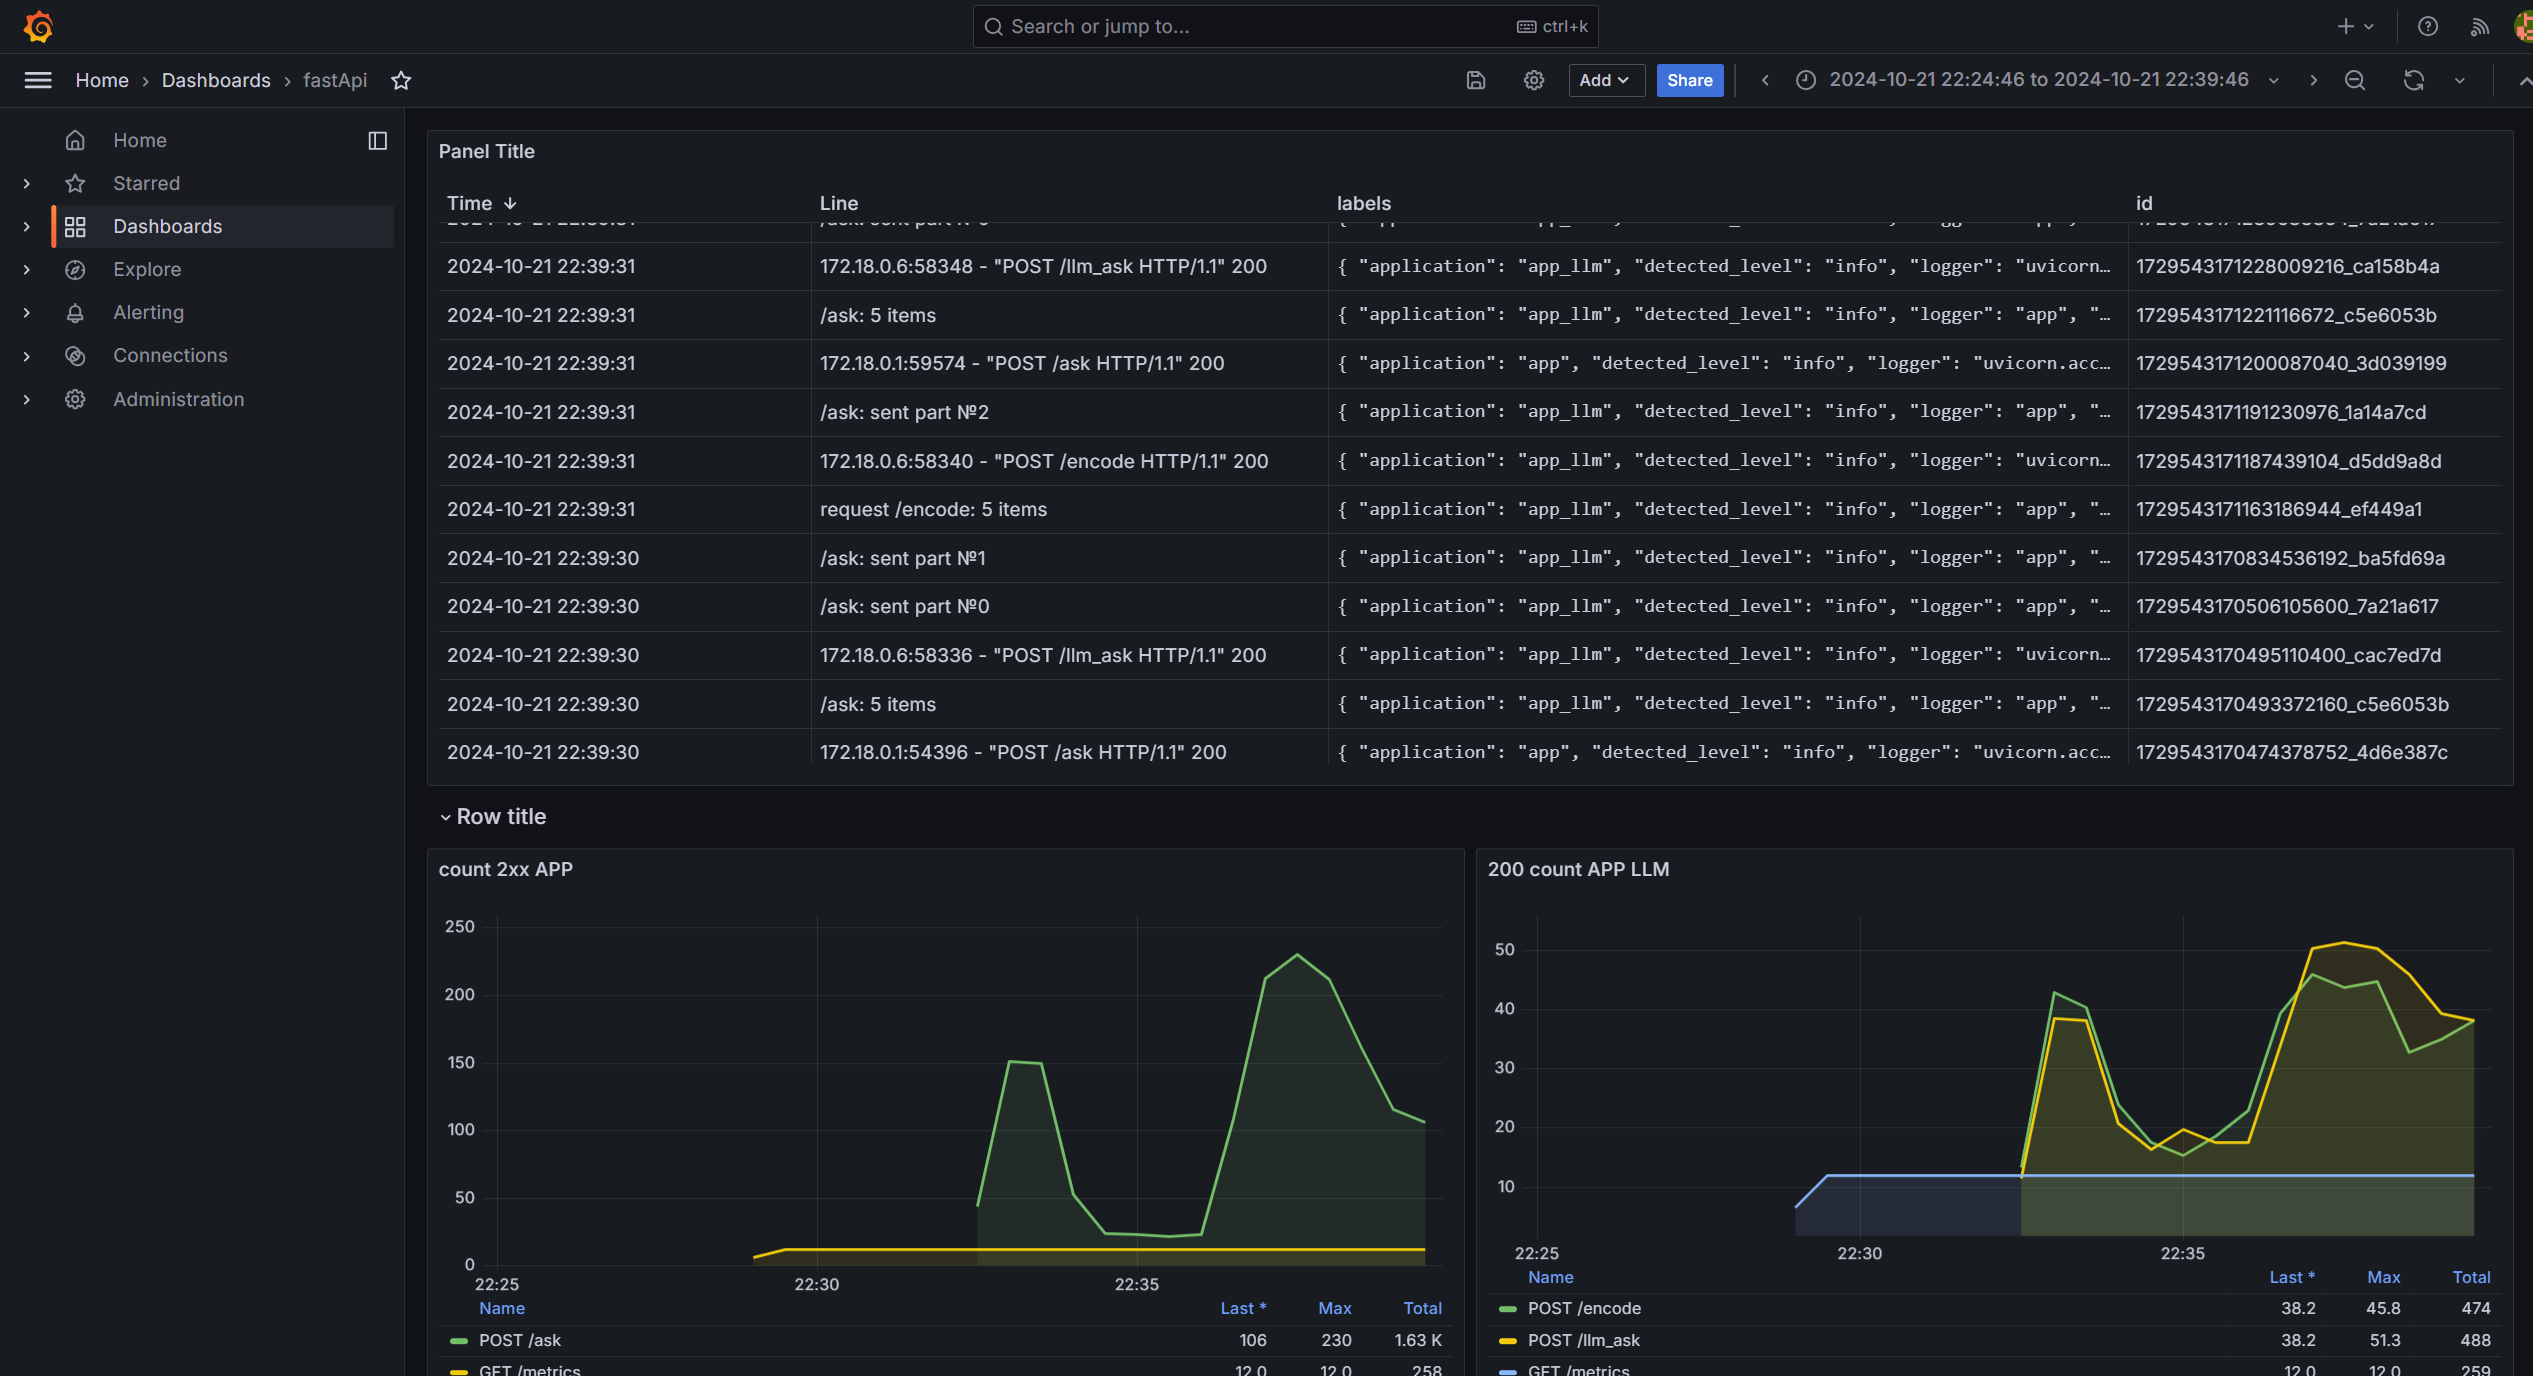 Search or jump to... ctrl+k
Home › Dashboards › fastApi
Add
Share
2024-10-21 22:24:46 to 2024-10-21 22:39:46
Home
Starred
Dashboards
Explore
Alerting
Connections
Administration
Panel Title
Time Line labels id
2024-10-21 22:39:31 172.18.0.6:58348 - "POST /llm_ask HTTP/1.1" 200 { "application": "app_llm", "detected_level": "info", "logger": "uvicorn… 1729543171228009216_ca158b4a
2024-10-21 22:39:31 /ask: 5 items { "application": "app_llm", "detected_level": "info", "logger": "app", "… 1729543171221116672_c5e6053b
2024-10-21 22:39:31 172.18.0.1:59574 - "POST /ask HTTP/1.1" 200 { "application": "app", "detected_level": "info", "logger": "uvicorn.acc… 1729543171200087040_3d039199
2024-10-21 22:39:31 /ask: sent part №2 { "application": "app_llm", "detected_level": "info", "logger": "app", "… 1729543171191230976_1a14a7cd
2024-10-21 22:39:31 172.18.0.6:58340 - "POST /encode HTTP/1.1" 200 { "application": "app_llm", "detected_level": "info", "logger": "uvicorn… 1729543171187439104_d5dd9a8d
2024-10-21 22:39:31 request /encode: 5 items { "application": "app_llm", "detected_level": "info", "logger": "app", "… 1729543171163186944_ef449a1
2024-10-21 22:39:30 /ask: sent part №1 { "application": "app_llm", "detected_level": "info", "logger": "app", "… 1729543170834536192_ba5fd69a
2024-10-21 22:39:30 /ask: sent part №0 { "application": "app_llm", "detected_level": "info", "logger": "app", "… 1729543170506105600_7a21a617
2024-10-21 22:39:30 172.18.0.6:58336 - "POST /llm_ask HTTP/1.1" 200 { "application": "app_llm", "detected_level": "info", "logger": "uvicorn… 1729543170495110400_cac7ed7d
2024-10-21 22:39:30 /ask: 5 items { "application": "app_llm", "detected_level": "info", "logger": "app", "… 1729543170493372160_c5e6053b
2024-10-21 22:39:30 172.18.0.1:54396 - "POST /ask HTTP/1.1" 200 { "application": "app", "detected_level": "info", "logger": "uvicorn.acc… 1729543170474378752_4d6e387c
Row title
count 2xx APP
250
200
150
100
50
0
22:25 22:30 22:35
Name Last * Max Total
POST /ask 106 230 1.63 K
GET /metrics 12.0 12.0 258
200 count APP LLM
50
40
30
20
10
22:25 22:30 22:35
Name Last * Max Total
POST /encode 38.2 45.8 474
POST /llm_ask 38.2 51.3 488
GET /metrics 12.0 12.0 259